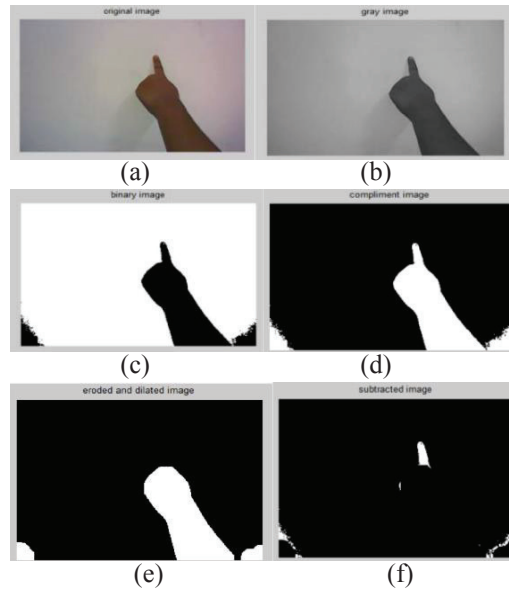 original image
gray image
(a)
(b)
binary image
compliment image
(c)
(d)
eroded and dilated image
subtracted image
(e)
(f)